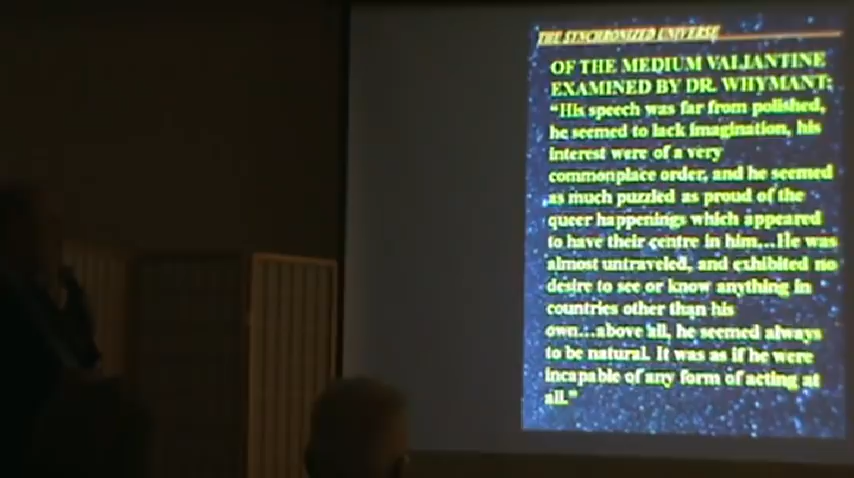 THE SYNCHRONIZED UNIVERSE
OF THE MEDIUM VALIANTINE
EXAMINED BY DR. WHYMANT:
"His speech was far from polished,
he seemed to lack imagination, his
interest were of a very
commonplace order, and he seemed
as much puzzled as proud of the
queer happenings which appeared
to have their centre in him...He was
almost untraveled, and exhibited no
desire to see or know anything in
countries other than his
own...above all, he seemed always
to be natural. It was as if he were
incapable of any form of acting at
all."